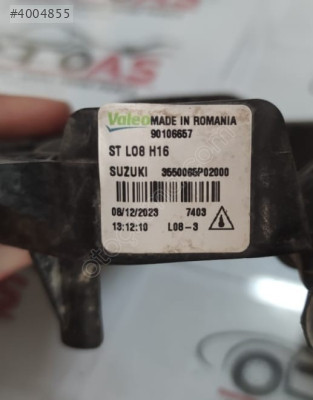 #4004855
OTOAS
Valeo MADE IN ROMANIA
90106657
ST L08 H16
SUZUKI 3550065P02000
08/12/2023 7403
13:12:10 L08-3